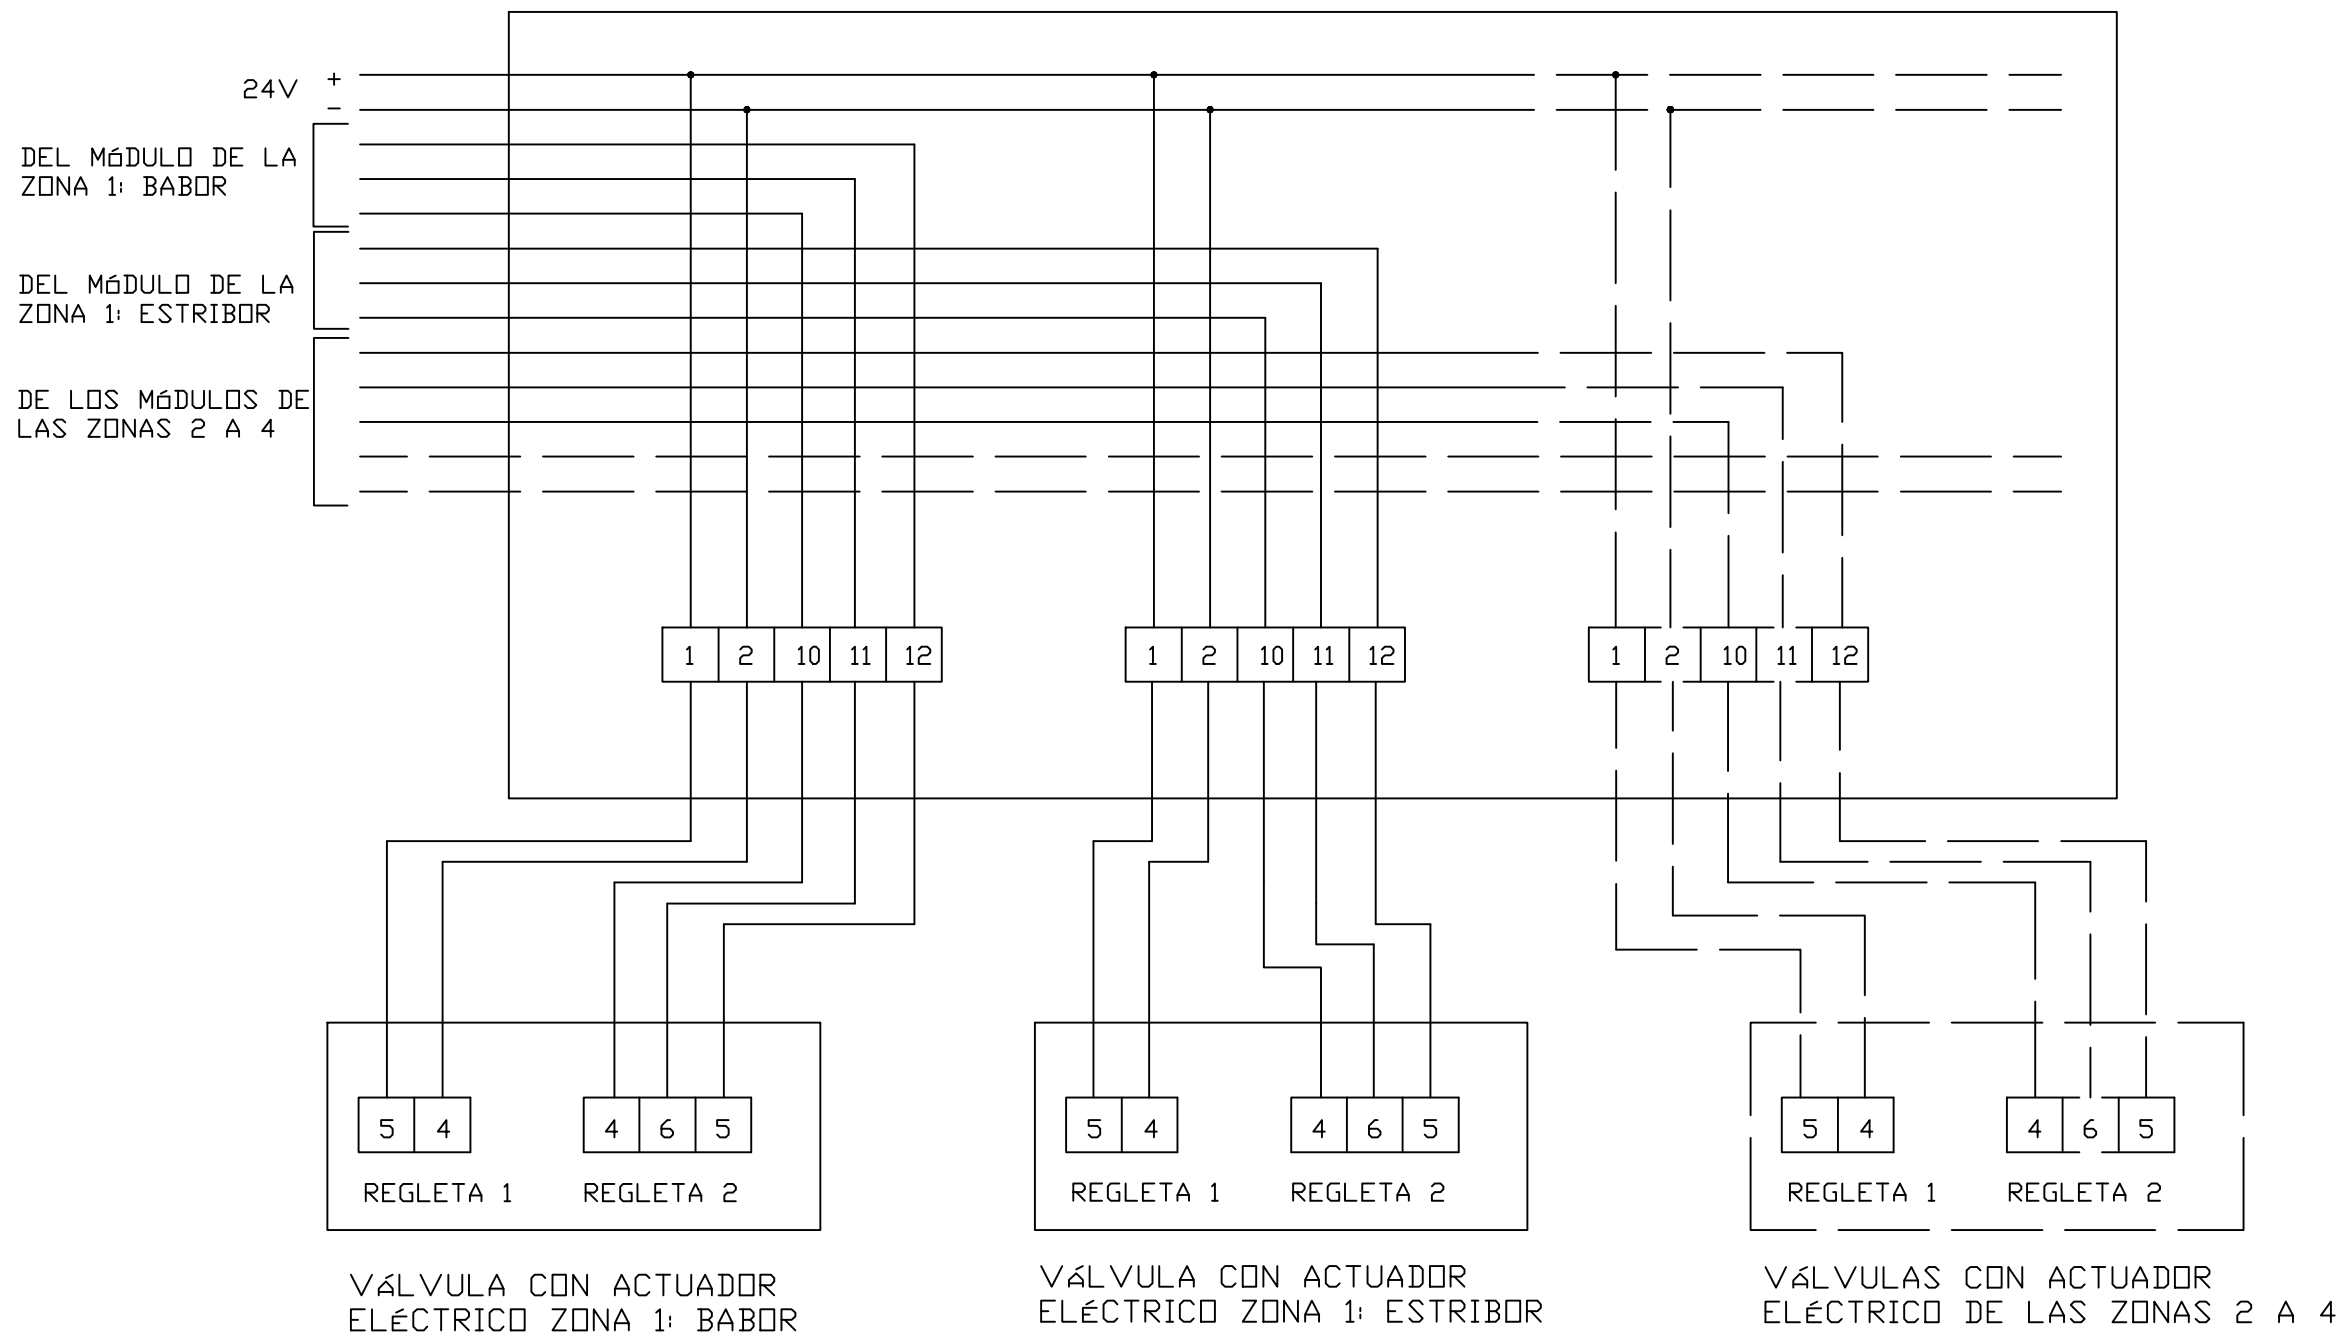 24V +
−
DEL MóDULO DE LA
ZONA 1: BABOR
DEL MóDULO DE LA
ZONA 1: ESTRIBOR
DE LOS MóDULOS DE
LAS ZONAS 2 A 4
1 2 10 11 12
1 2 10 11 12
1 2 10 11 12
5 4
4 6 5
REGLETA 1
REGLETA 2
VáLVULA CON ACTUADOR
ELéCTRICO ZONA 1: BABOR
5 4
4 6 5
REGLETA 1
REGLETA 2
VáLVULA CON ACTUADOR
ELéCTRICO ZONA 1: ESTRIBOR
5 4
4 6 5
REGLETA 1
REGLETA 2
VáLVULAS CON ACTUADOR
ELéCTRICO DE LAS ZONAS 2 A 4